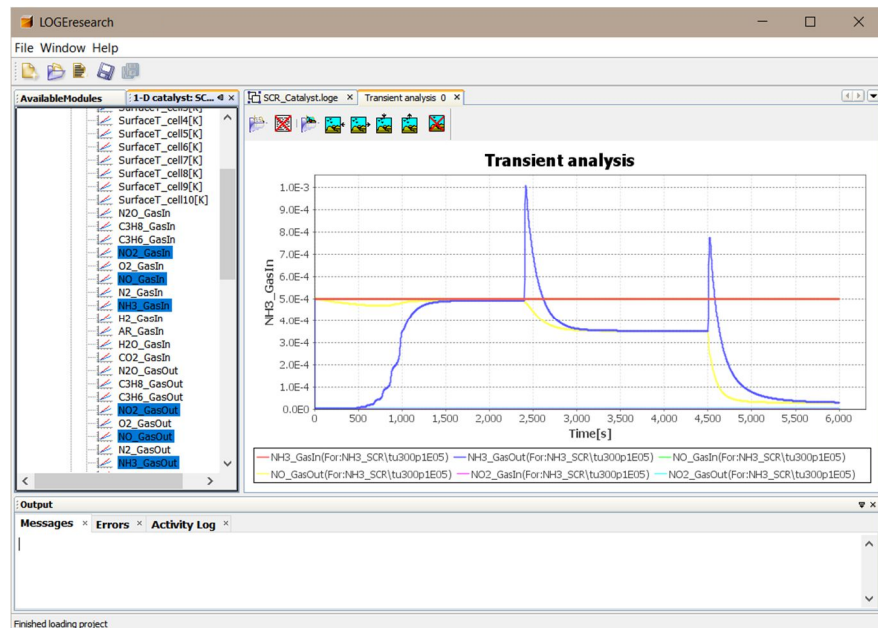 LOGEresearch
File Window Help
AvailableModules
1-D catalyst: SC...
SurfaceT_cell3[K]
SurfaceT_cell4[K]
SurfaceT_cell5[K]
SurfaceT_cell6[K]
SurfaceT_cell7[K]
SurfaceT_cell8[K]
SurfaceT_cell9[K]
SurfaceT_cell10[K]
N2O_GasIn
C3H8_GasIn
C3H6_GasIn
NO2_GasIn
O2_GasIn
NO_GasIn
N2_GasIn
NH3_GasIn
H2_GasIn
AR_GasIn
H2O_GasIn
CO2_GasIn
N2O_GasOut
C3H8_GasOut
C3H6_GasOut
NO2_GasOut
O2_GasOut
NO_GasOut
N2_GasOut
NH3_GasOut
SCR_Catalyst.loge × Transient analysis 0 ×
Transient analysis
1.0E-3
9.0E-4
8.0E-4
7.0E-4
6.0E-4
5.0E-4
4.0E-4
3.0E-4
2.0E-4
1.0E-4
0.0E0
NH3_GasIn
0 500 1,000 1,500 2,000 2,500 3,000 3,500 4,000 4,500 5,000 5,500 6,000
Time[s]
NH3_GasIn(For:NH3_SCR\tu300p1E05) NH3_GasOut(For:NH3_SCR\tu300p1E05) NO_GasIn(For:NH3_SCR\tu300p1E05)
NO_GasOut(For:NH3_SCR\tu300p1E05) NO2_GasIn(For:NH3_SCR\tu300p1E05) NO2_GasOut(For:NH3_SCR\tu300p1E05)
Output
Messages × Errors × Activity Log ×
Finished loading project